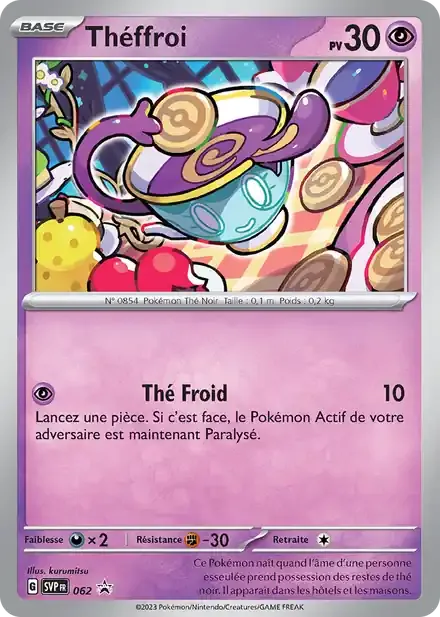 BASE Théffroi PV 30
N° 0854 Pokémon Thé Noir Taille : 0,1 m Poids : 0,2 kg
Thé Froid 10
Lancez une pièce. Si c'est face, le Pokémon Actif de votre
adversaire est maintenant Paralysé.
Faiblesse ×2 Résistance -30 Retraite
Illus. kurumitsu
G SVP FR 062
Ce Pokémon naît quand l'âme d'une personne
esseulée prend possession des restes de thé
noir. Il apparaît dans les hôtels et les maisons.
©2023 Pokémon/Nintendo/Creatures/GAME FREAK